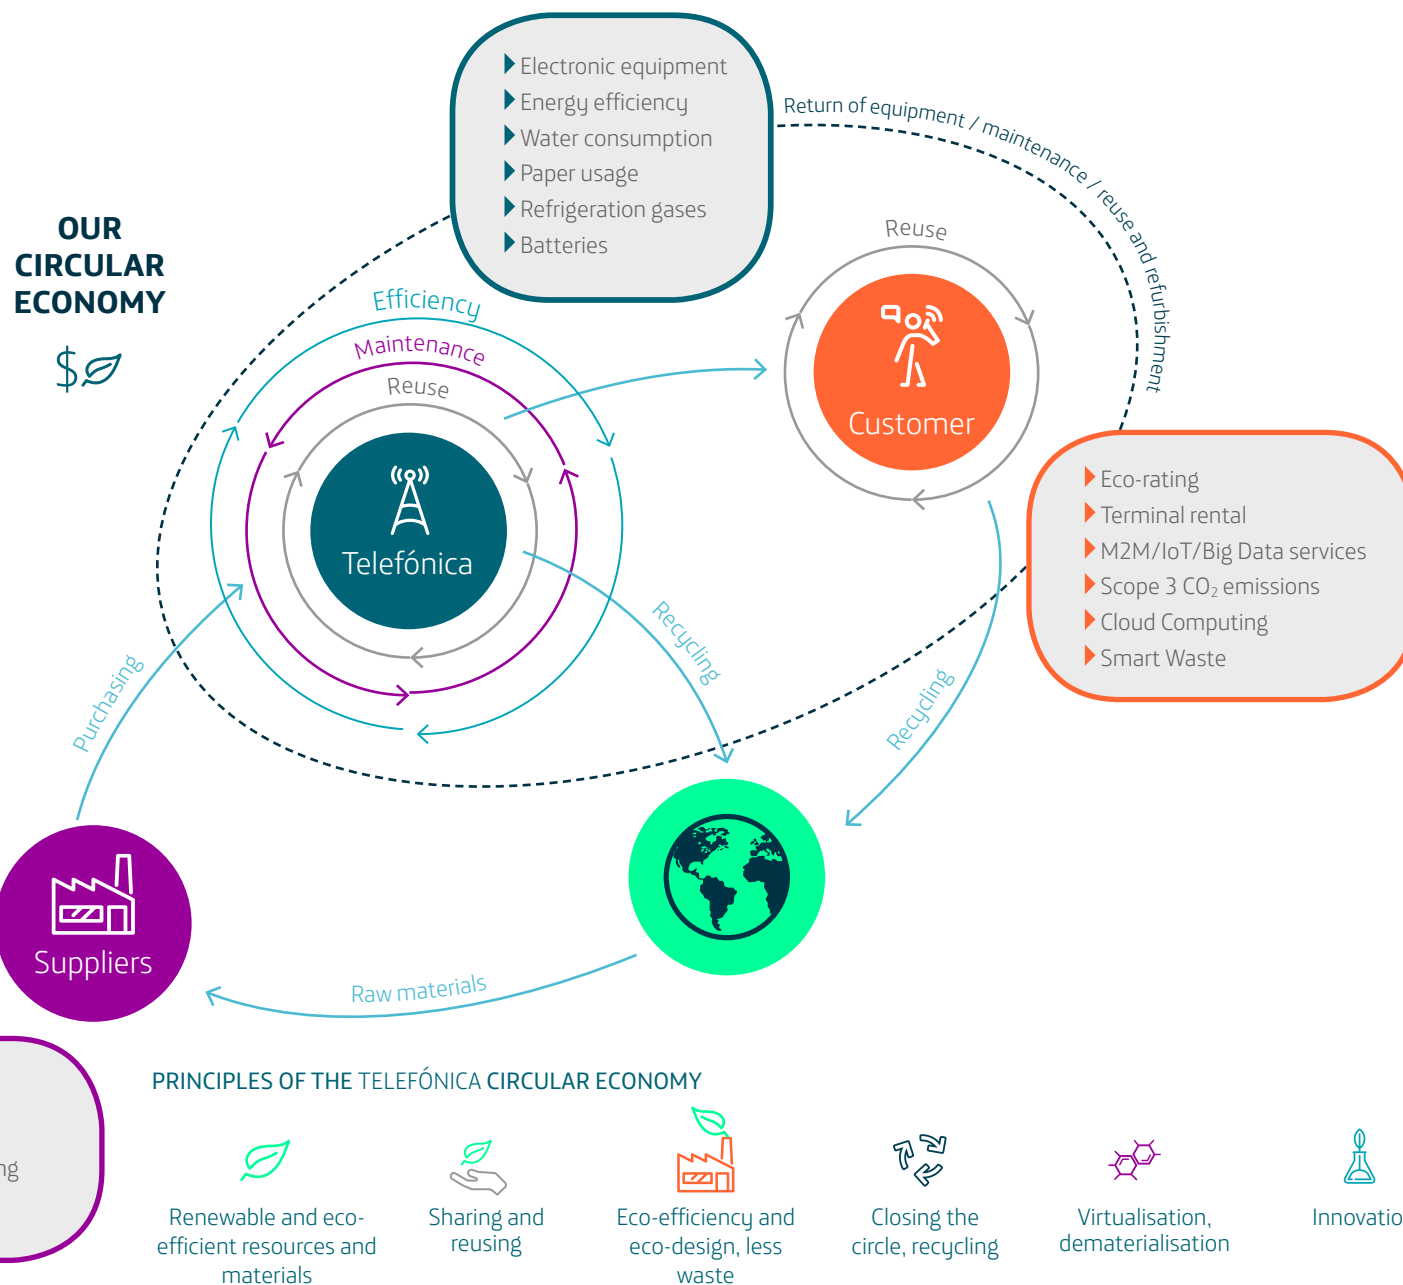 Electronic equipment
Energy efficiency
Water consumption
Paper usage
Refrigeration gases
Batteries
Return of equipment / maintenance / reuse and refurbishment
OUR
CIRCULAR
ECONOMY
$
Efficiency
Maintenance
Reuse
Telefónica
Reuse
Customer
Eco-rating
Terminal rental
M2M/IoT/Big Data services
Scope 3 CO₂ emissions
Cloud Computing
Smart Waste
Purchasing
Recycling
Recycling
Suppliers
Raw materials
PRINCIPLES OF THE TELEFÓNICA CIRCULAR ECONOMY
ng
Renewable and eco-
efficient resources and
materials
Sharing and
reusing
Eco-efficiency and
eco-design, less
waste
Closing the
circle, recycling
Virtualisation,
dematerialisation
Innovatio